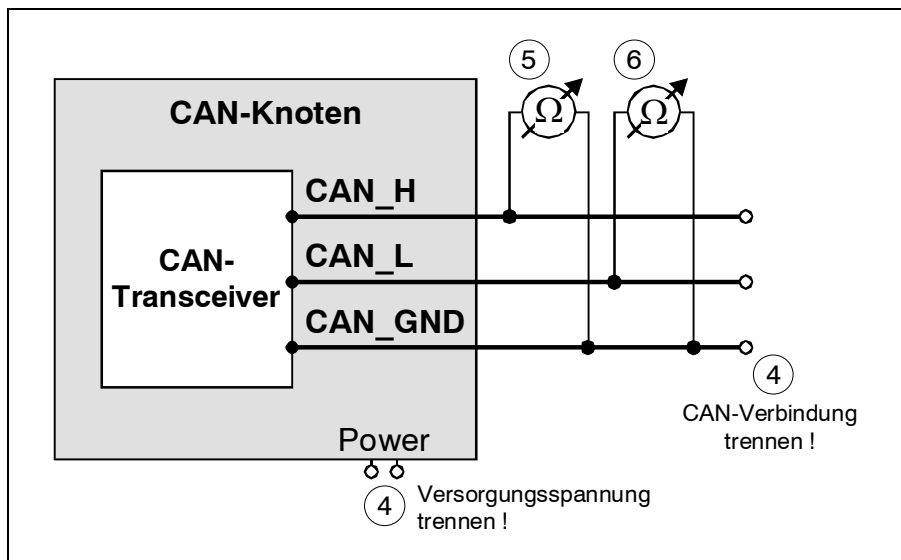 5
6
Ω
Ω
CAN-Knoten
CAN_H
CAN-
Transceiver
CAN_L
CAN_GND
4
CAN-Verbindung
trennen !
Power
4
Versorgungsspannung
trennen !